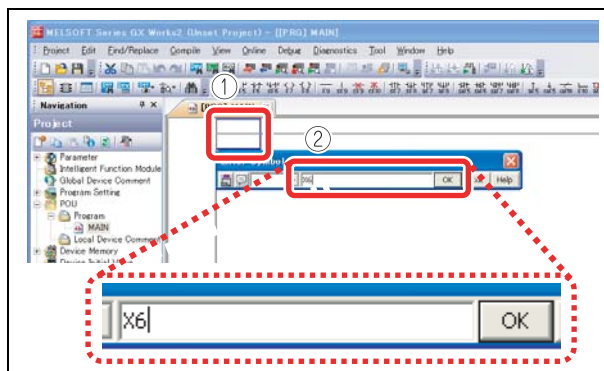 MELSOFT Series GX Works2 (Unset Project) - [[PRG] MAIN]
Project Edit Find/Replace Compile View Online Debug Diagnostics Tool Window Help
①
Navigation
Project
②
Parameter
Intelligent Function Module
Global Device Comment
Program Setting
POU
Program
MAIN
Local Device Comment
Device Memory
X6
OK
Help
X6
OK